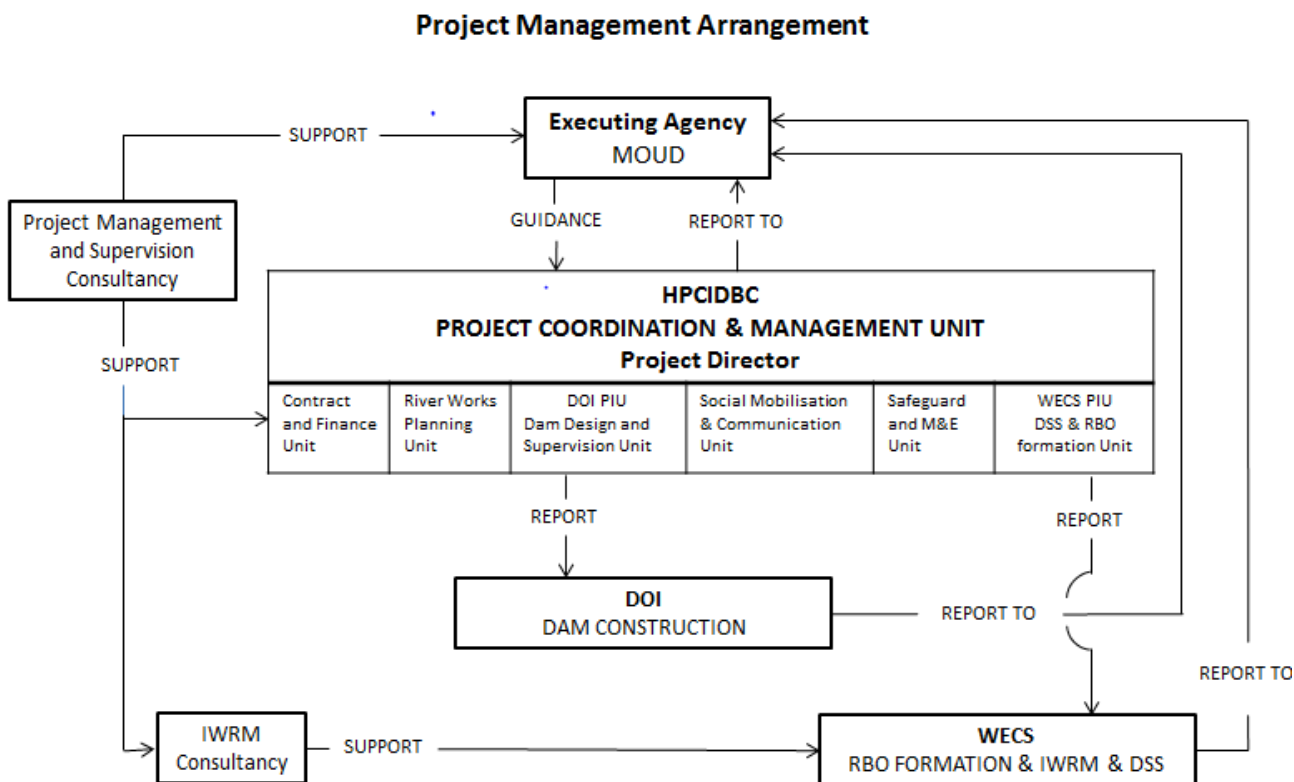 Project Management Arrangement
Executing Agency
MOUD
SUPPORT
Project Management
and Supervision
Consultancy
GUIDANCE
REPORT TO
HPCIDBC
PROJECT COORDINATION & MANAGEMENT UNIT
Project Director
SUPPORT
Contract
and Finance
Unit
River Works
Planning
Unit
DOI PIU
Dam Design and
Supervision Unit
Social Mobilisation
& Communication
Unit
Safeguard
and M&E
Unit
WECS PIU
DSS & RBO
formation Unit
REPORT
REPORT
DOI
DAM CONSTRUCTION
REPORT TO
REPORT TO
IWRM
Consultancy
SUPPORT
WECS
RBO FORMATION & IWRM & DSS